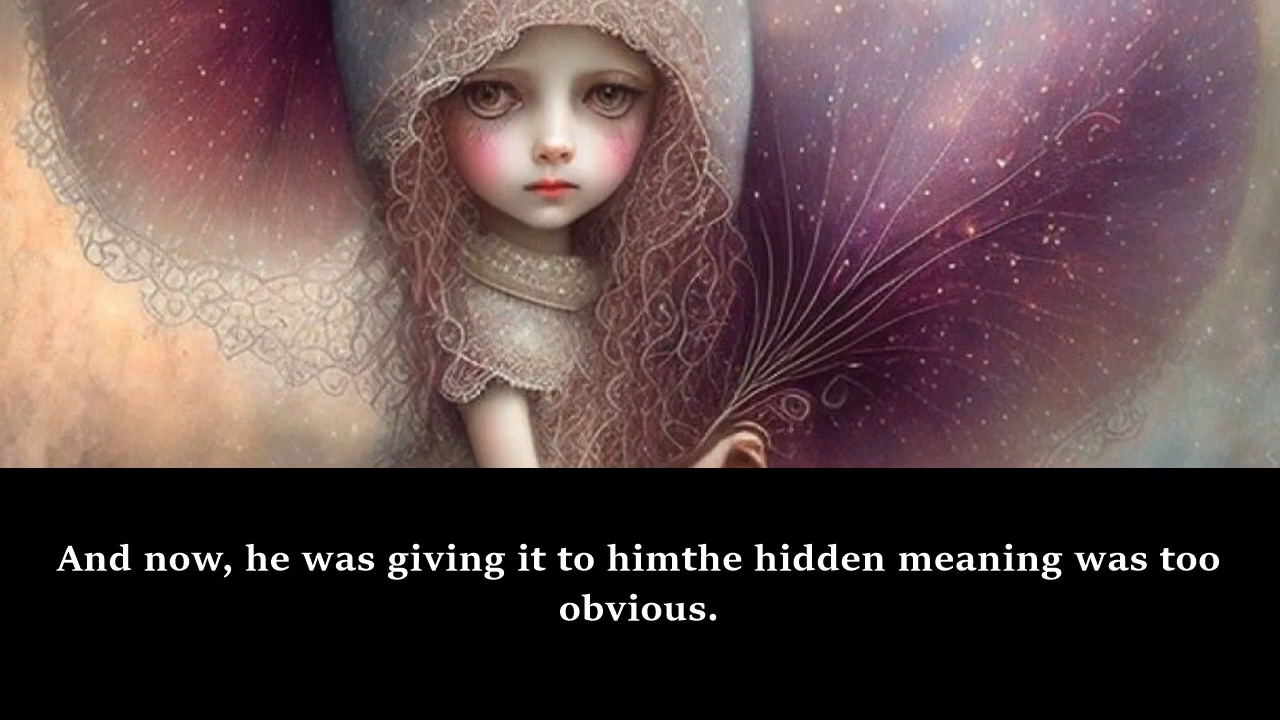 And now, he was giving it to himthe hidden meaning was too
obvious.